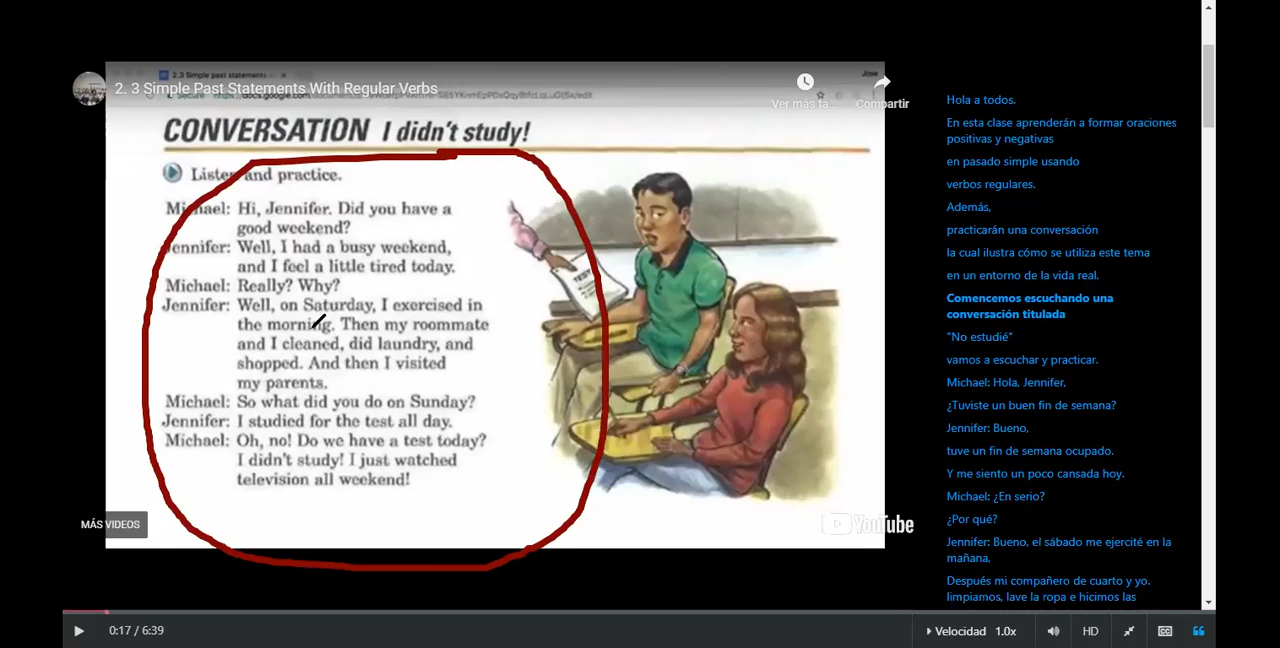 2.3 Simple past statements
2. 3 Simple Past Statements With Regular Verbs
Ver más ta...
Compartir
CONVERSATION I didn't study!
Listen and practice.
Michael: Hi, Jennifer. Did you have a
good weekend?
Jennifer: Well, I had a busy weekend,
and I feel a little tired today.
Michael: Really? Why?
Jennifer: Well, on Saturday, I exercised in
the morning. Then my roommate
and I cleaned, did laundry, and
shopped. And then I visited
my parents.
Michael: So what did you do on Sunday?
Jennifer: I studied for the test all day.
Michael: Oh, no! Do we have a test today?
I didn't study! I just watched
television all weekend!
TEST
MÁS VIDEOS
YouTube
0:17 / 6:39
Velocidad 1.0x
HD
CC
Hola a todos.
En esta clase aprenderán a formar oraciones
positivas y negativas
en pasado simple usando
verbos regulares.
Además,
practicarán una conversación
la cual ilustra cómo se utiliza este tema
en un entorno de la vida real.
Comencemos escuchando una
conversación titulada
"No estudié"
vamos a escuchar y practicar.
Michael: Hola, Jennifer.
¿Tuviste un buen fin de semana?
Jennifer: Bueno,
tuve un fin de semana ocupado.
Y me siento un poco cansada hoy.
Michael: ¿En serio?
¿Por qué?
Jennifer: Bueno, el sábado me ejercité en la
mañana,
Después mi compañero de cuarto y yo.
limpiamos, lave la ropa e hicimos las